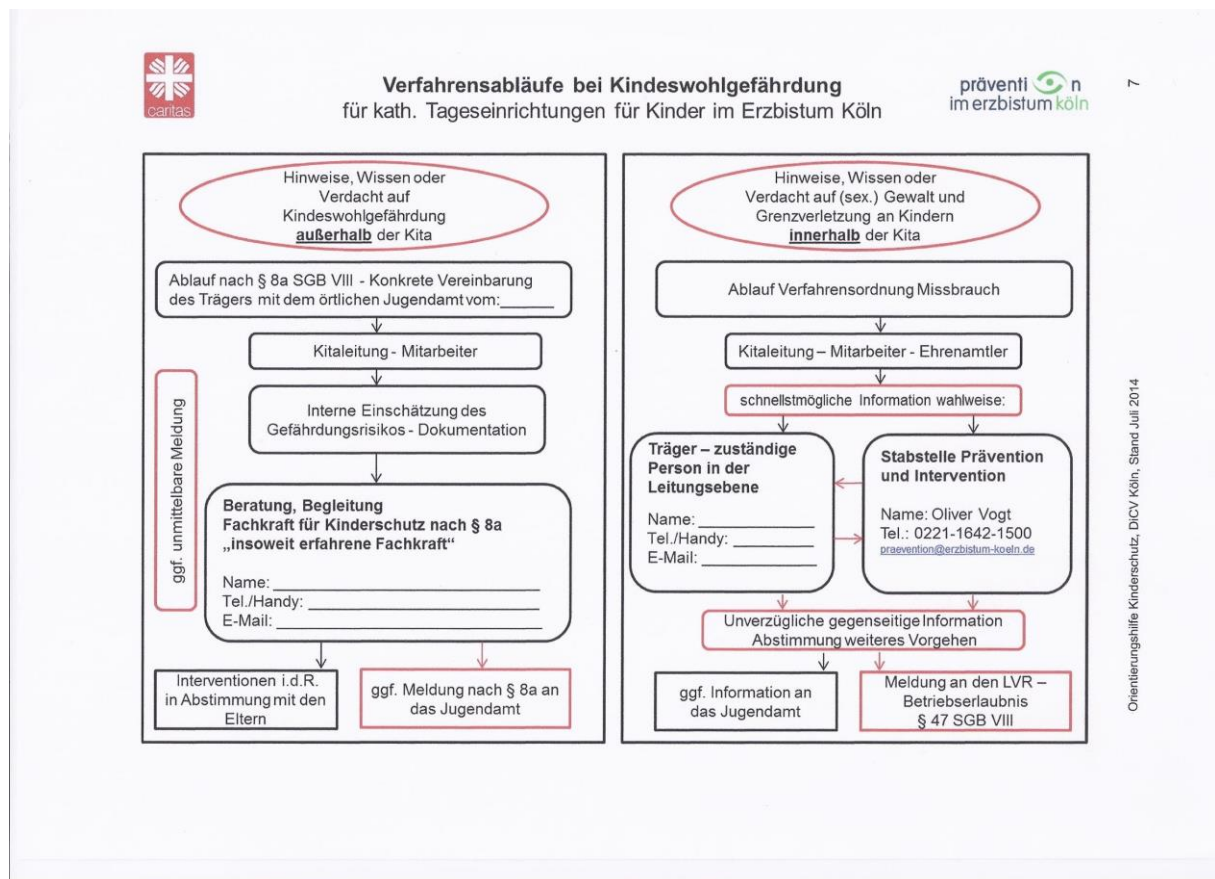 caritas
Verfahrensabläufe bei Kindeswohlgefährdung
für kath. Tageseinrichtungen für Kinder im Erzbistum Köln
präventi n
im erzbistum köln
7
Hinweise, Wissen oder
Verdacht auf
Kindeswohlgefährdung
außerhalb der Kita
Ablauf nach § 8a SGB VIII - Konkrete Vereinbarung
des Trägers mit dem örtlichen Jugendamt vom:______
Kitaleitung - Mitarbeiter
ggf. unmittelbare Meldung
Interne Einschätzung des
Gefährdungsrisikos - Dokumentation
Beratung, Begleitung
Fachkraft für Kinderschutz nach § 8a
„insoweit erfahrene Fachkraft“
Name: ______________________
Tel./Handy: ___________________
E-Mail: ______________________
Interventionen i.d.R.
in Abstimmung mit den
Eltern
ggf. Meldung nach § 8a an
das Jugendamt
Hinweise, Wissen oder
Verdacht auf (sex.) Gewalt und
Grenzverletzung an Kindern
innerhalb der Kita
Ablauf Verfahrensordnung Missbrauch
Kitaleitung – Mitarbeiter - Ehrenamtler
schnellstmögliche Information wahlweise:
Träger – zuständige
Person in der
Leitungsebene
Name: ____________
Tel./Handy: ________
E-Mail: ____________
Stabstelle Prävention
und Intervention
Name: Oliver Vogt
Tel.: 0221-1642-1500
praevention@erzbistum-koeln.de
Unverzügliche gegenseitige Information
Abstimmung weiteres Vorgehen
ggf. Information an
das Jugendamt
Meldung an den LVR –
Betriebserlaubnis
§ 47 SGB VIII
Orientierungshilfe Kinderschutz, DiCV Köln, Stand Juli 2014